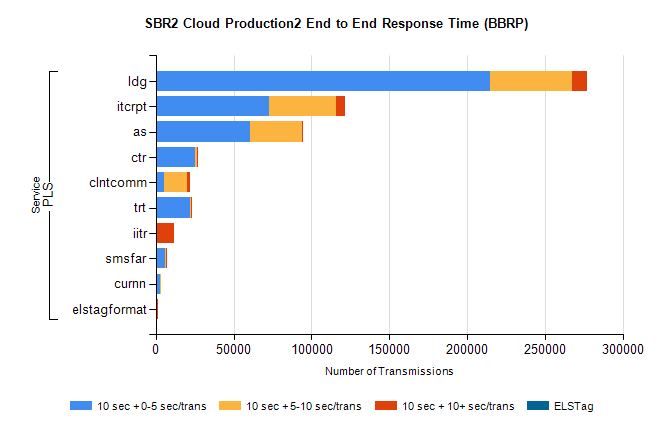 SBR2 Cloud Production2 End to End Response Time (BBRP)
Service
PLS
ldg
itcrpt
as
ctr
clntcomm
trt
iitr
smsfar
curnn
elstagformat
0 50000 100000 150000 200000 250000 300000
Number of Transmissions
10 sec +0-5 sec/trans 10 sec +5-10 sec/trans 10 sec + 10+ sec/trans ELSTag